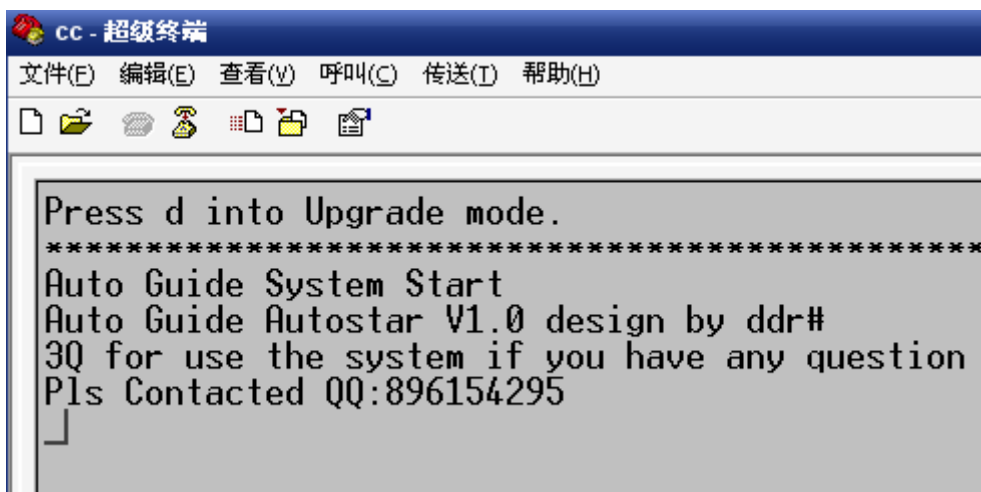 cc - 超级终端
文件(F) 编辑(E) 查看(V) 呼叫(C) 传送(T) 帮助(H)
Press d into Upgrade mode.
***********************************************
Auto Guide System Start
Auto Guide Autostar V1.0 design by ddr#
3Q for use the system if you have any question
Pls Contacted QQ:896154295